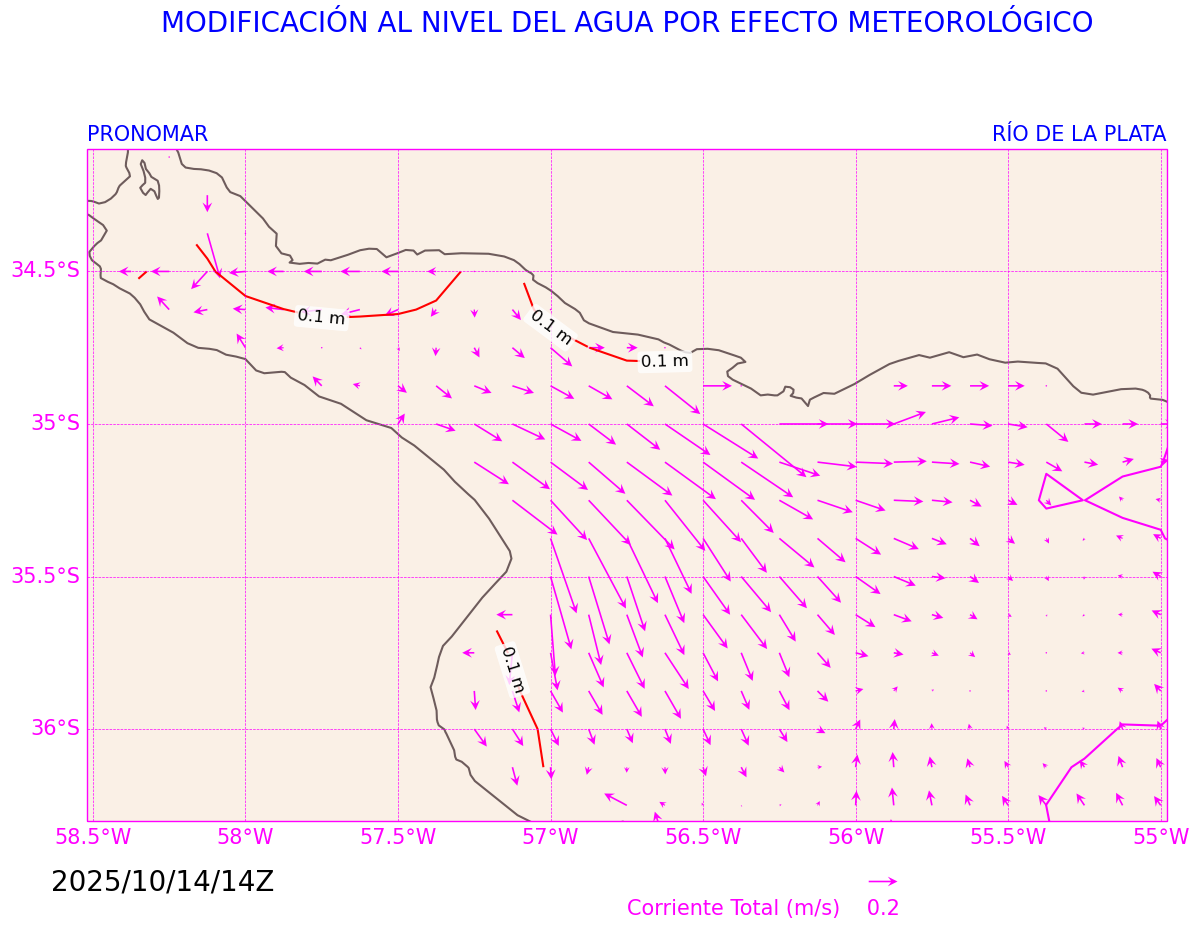 MODIFICACIÓN AL NIVEL DEL AGUA POR EFECTO METEOROLÓGICO
PRONOMAR
RÍO DE LA PLATA
34.5°S
0.1 m
0.1 m
0.1 m
35°S
35.5°S
0.1 m
36°S
58.5°W
58°W
57.5°W
57°W
56.5°W
56°W
55.5°W
55°W
2025/10/14/14Z
Corriente Total (m/s)
0.2